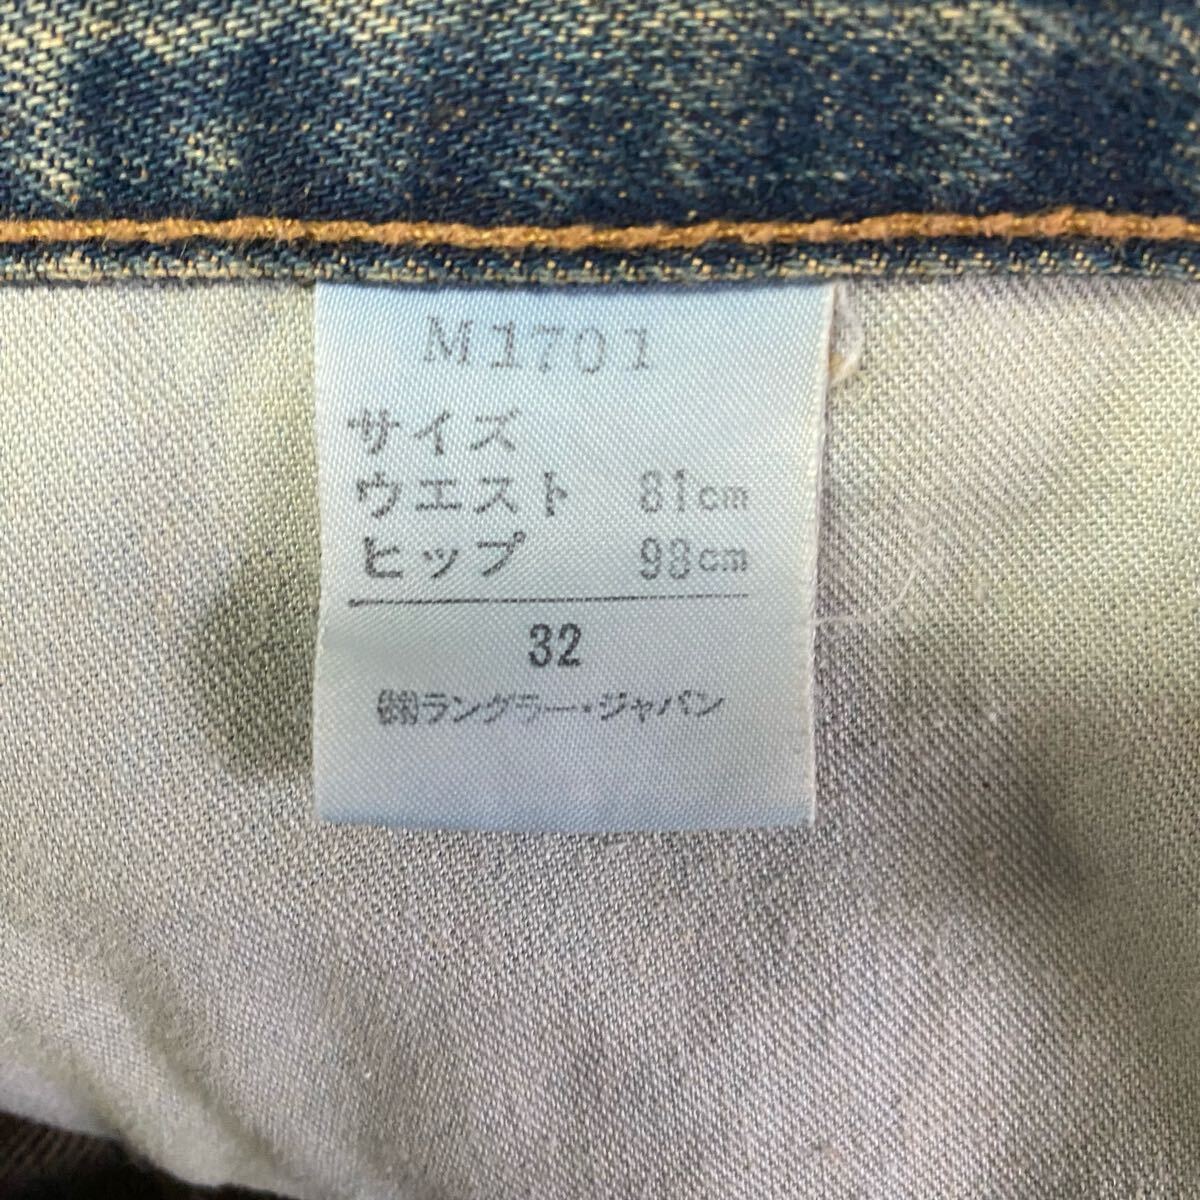 M1701
サイズ
ウエスト 81cm
ヒップ 98cm
32
㈱ラングラー・ジャパン